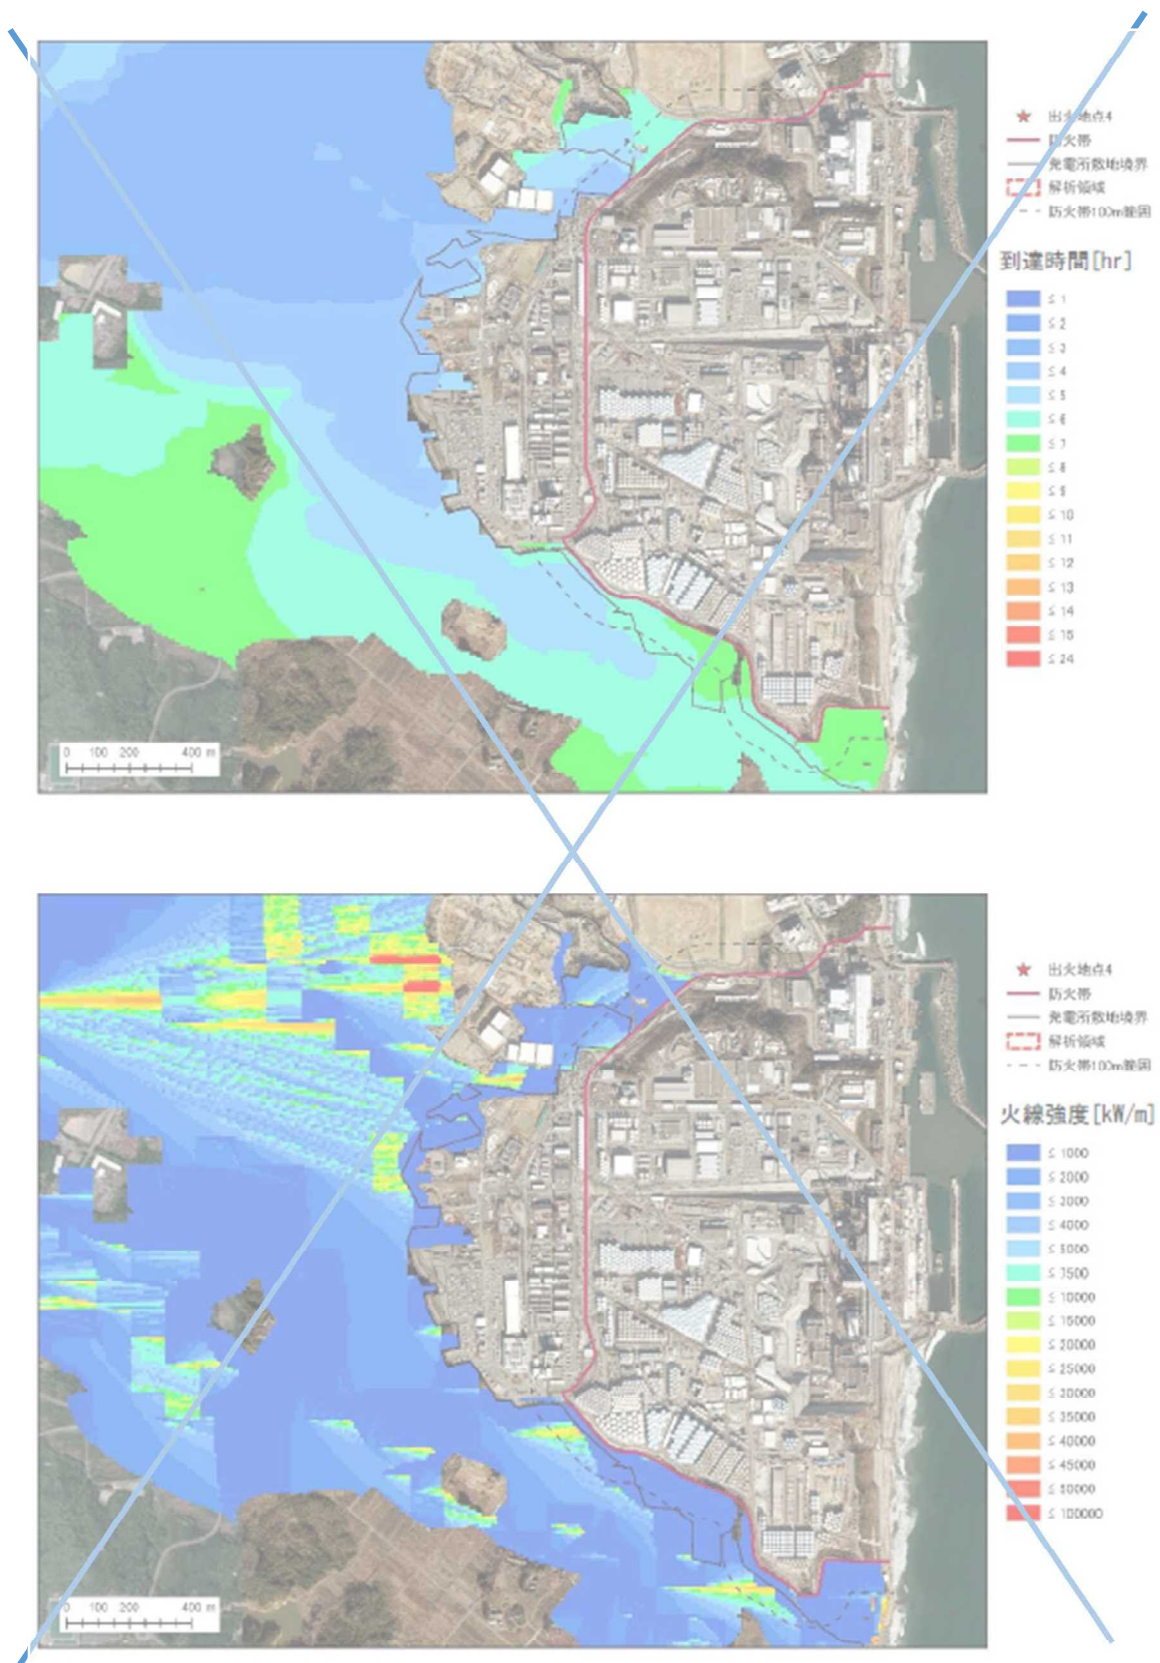 出火地点4
防火帯
発電所敷地境界
解析領域
防火帯100m範囲
到達時間[hr]
≦ 1
≦ 2
≦ 3
≦ 4
≦ 5
≦ 6
≦ 7
≦ 8
≦ 9
≦ 10
≦ 11
≦ 12
≦ 13
≦ 14
≦ 15
≦ 24
0 100 200 400 m
出火地点4
防火帯
発電所敷地境界
解析領域
防火帯100m範囲
火線強度[kW/m]
≦ 1000
≦ 2000
≦ 3000
≦ 4000
≦ 5000
≦ 7500
≦ 10000
≦ 15000
≦ 20000
≦ 25000
≦ 30000
≦ 35000
≦ 40000
≦ 45000
≦ 50000
≦ 100000
0 100 200 400 m